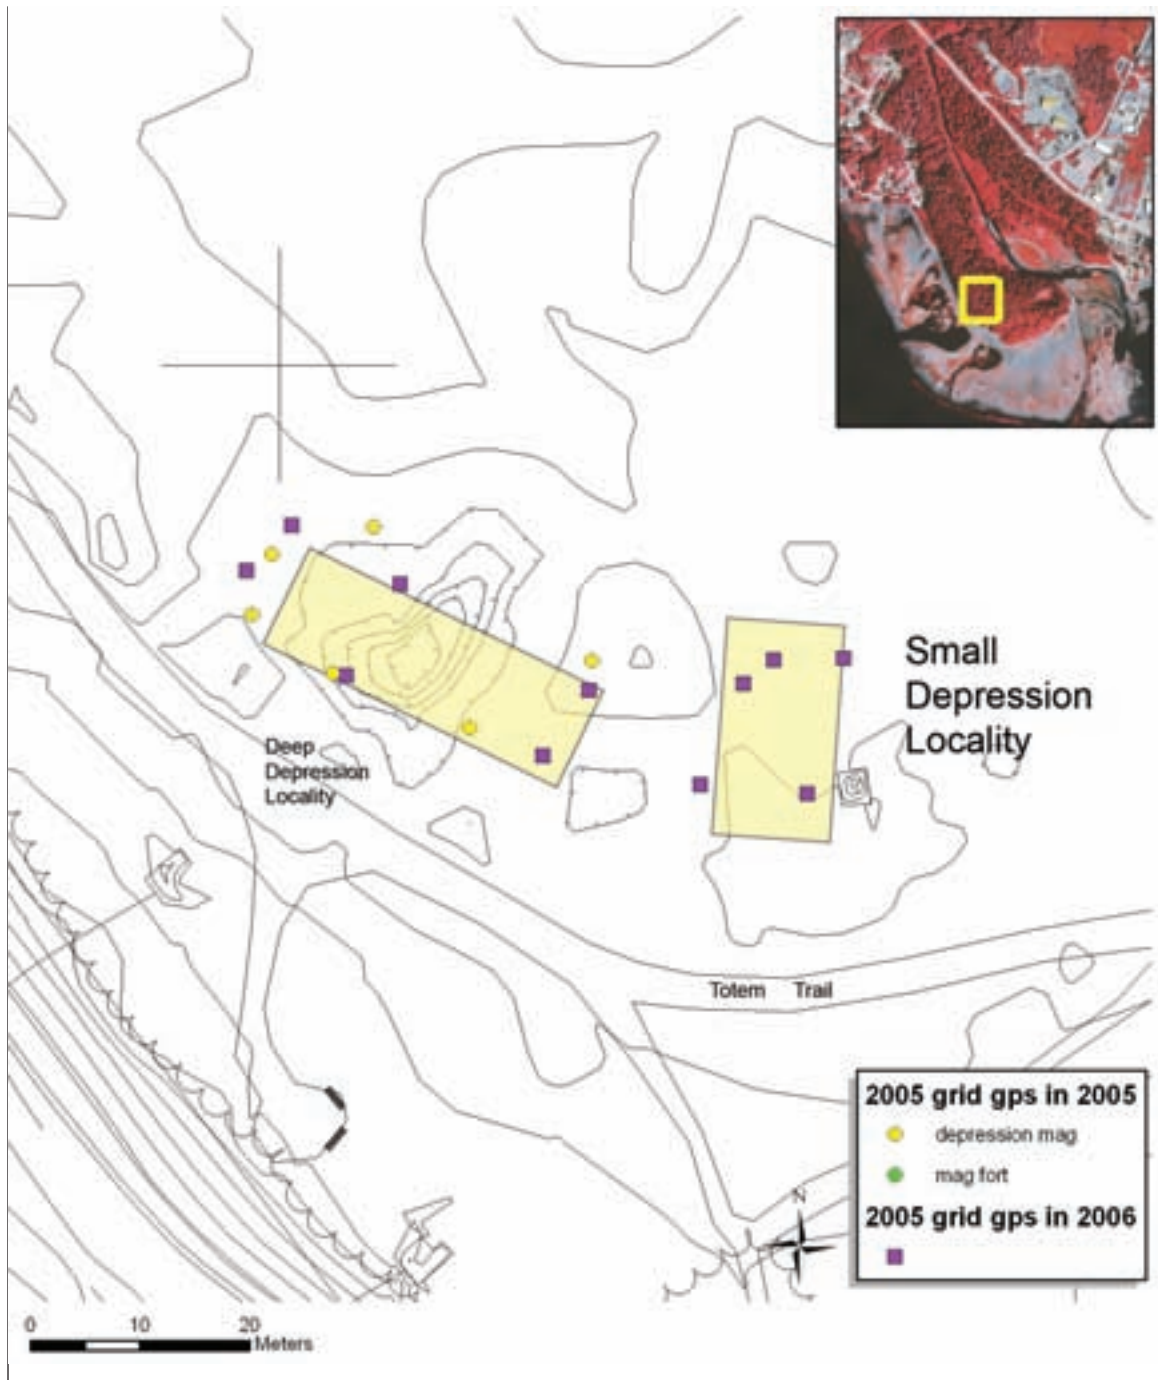 Small
Depression
Locality
Deep
Depression
Locality
Totem Trail
2005 grid gps in 2005
depression mag
mag fort
2005 grid gps in 2006
N
0 10 20
Meters